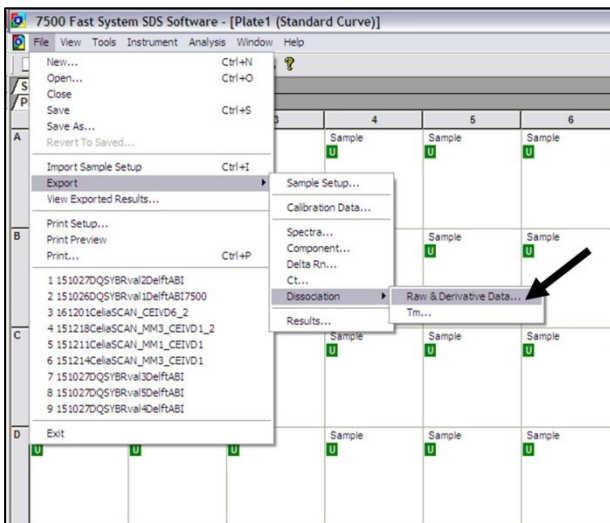 7500 Fast System SDS Software - [Plate1 (Standard Curve)]
File View Tools Instrument Analysis Window Help
New... Ctrl+N
Open... Ctrl+O
Close
Save Ctrl+S
Save As...
Revert To Saved...
Import Sample Setup Ctrl+I
Export
View Exported Results...
Print Setup...
Print Preview
Print... Ctrl+P
1 151027DQSYBRval2DelftABI
2 151026DQSYBRval1DelftABI7500
3 161201CeliaSCAN_CEIVD6_2
4 151218CeliaSCAN_MM3_CEIVD1_2
5 151211CeliaSCAN_MM1_CEIVD1
6 151214CeliaSCAN_MM3_CEIVD1
7 151027DQSYBRval3DelftABI
8 151027DQSYBRval5DelftABI
9 151027DQSYBRval4DelftABI
Exit
Sample Setup...
Calibration Data...
Spectra...
Component...
Delta Rn...
Ct...
Dissociation
Results...
Raw & Derivative Data...
Tm...
3 4 5 6
A
Sample Sample Sample
U U U
B
Sample Sample
U U
C
Sample Sample Sample
U U U
D
Sample Sample Sample
U U U U U U